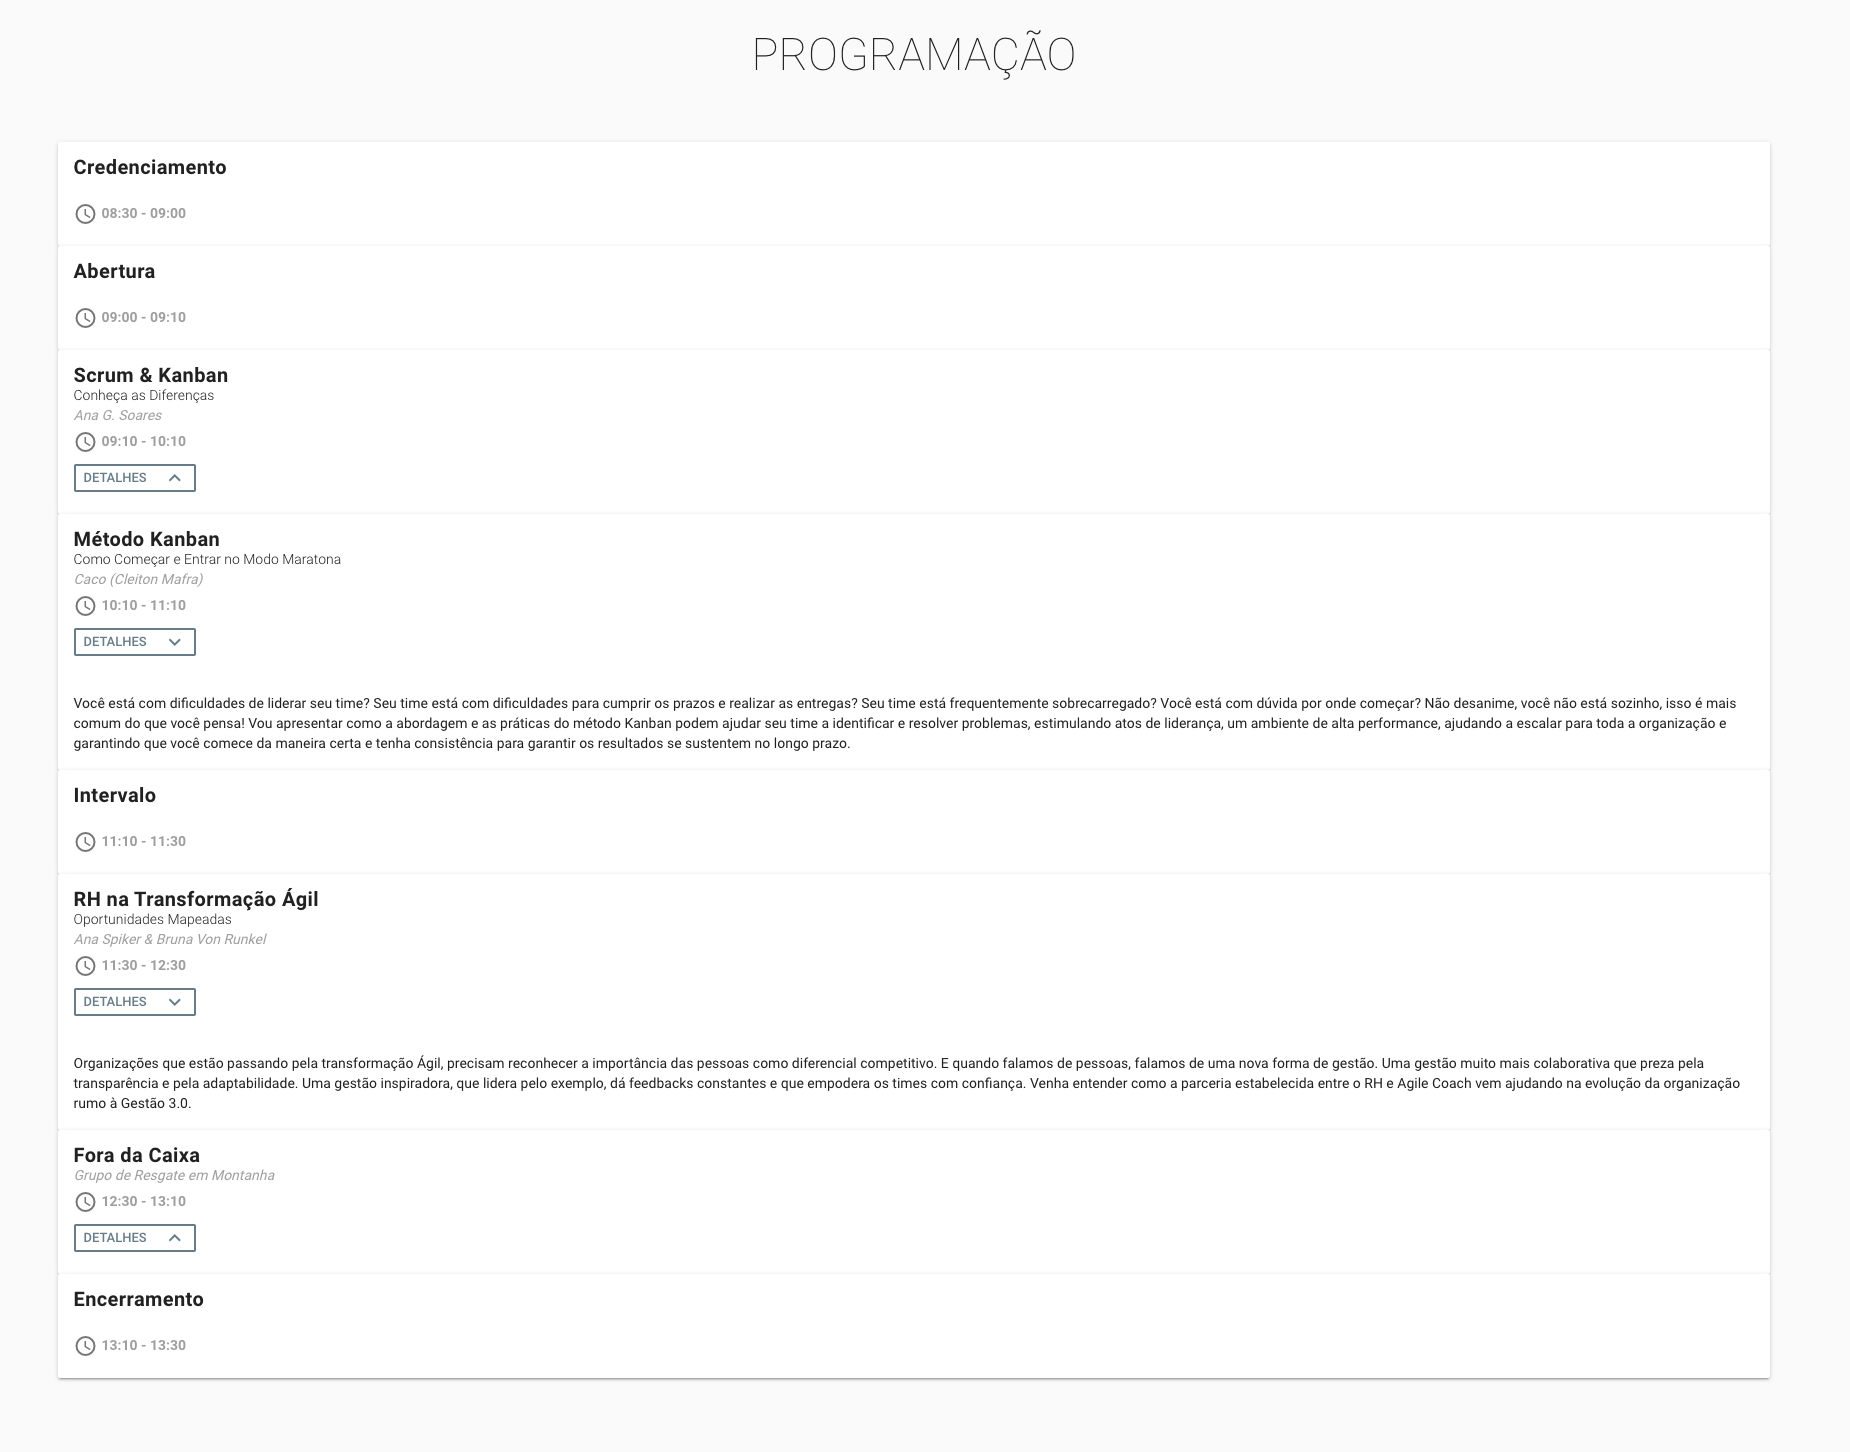 PROGRAMAÇÃO
Credenciamento
08:30 - 09:00
Abertura
09:00 - 09:10
Scrum & Kanban
Conheça as Diferenças
Ana G. Soares
09:10 - 10:10
DETALHES
Método Kanban
Como Começar e Entrar no Modo Maratona
Caco (Cleiton Mafra)
10:10 - 11:10
DETALHES
Você está com dificuldades de liderar seu time? Seu time está com dificuldades para cumprir os prazos e realizar as entregas? Seu time está frequentemente sobrecarregado? Você está com dúvida por onde começar? Não desanime, você não está sozinho, isso é mais
comum do que você pensa! Vou apresentar como a abordagem e as práticas do método Kanban podem ajudar seu time a identificar e resolver problemas, estimulando atos de liderança, um ambiente de alta performance, ajudando a escalar para toda a organização e
garantindo que você comece da maneira certa e tenha consistência para garantir os resultados se sustentem no longo prazo.
Intervalo
11:10 - 11:30
RH na Transformação Ágil
Oportunidades Mapeadas
Ana Spiker & Bruna Von Runkel
11:30 - 12:30
DETALHES
Organizações que estão passando pela transformação Ágil, precisam reconhecer a importância das pessoas como diferencial competitivo. E quando falamos de pessoas, falamos de uma nova forma de gestão. Uma gestão muito mais colaborativa que preza pela
transparência e pela adaptabilidade. Uma gestão inspiradora, que lidera pelo exemplo, dá feedbacks constantes e que empodera os times com confiança. Venha entender como a parceria estabelecida entre o RH e Agile Coach vem ajudando na evolução da organização
rumo à Gestão 3.0.
Fora da Caixa
Grupo de Resgate em Montanha
12:30 - 13:10
DETALHES
Encerramento
13:10 - 13:30